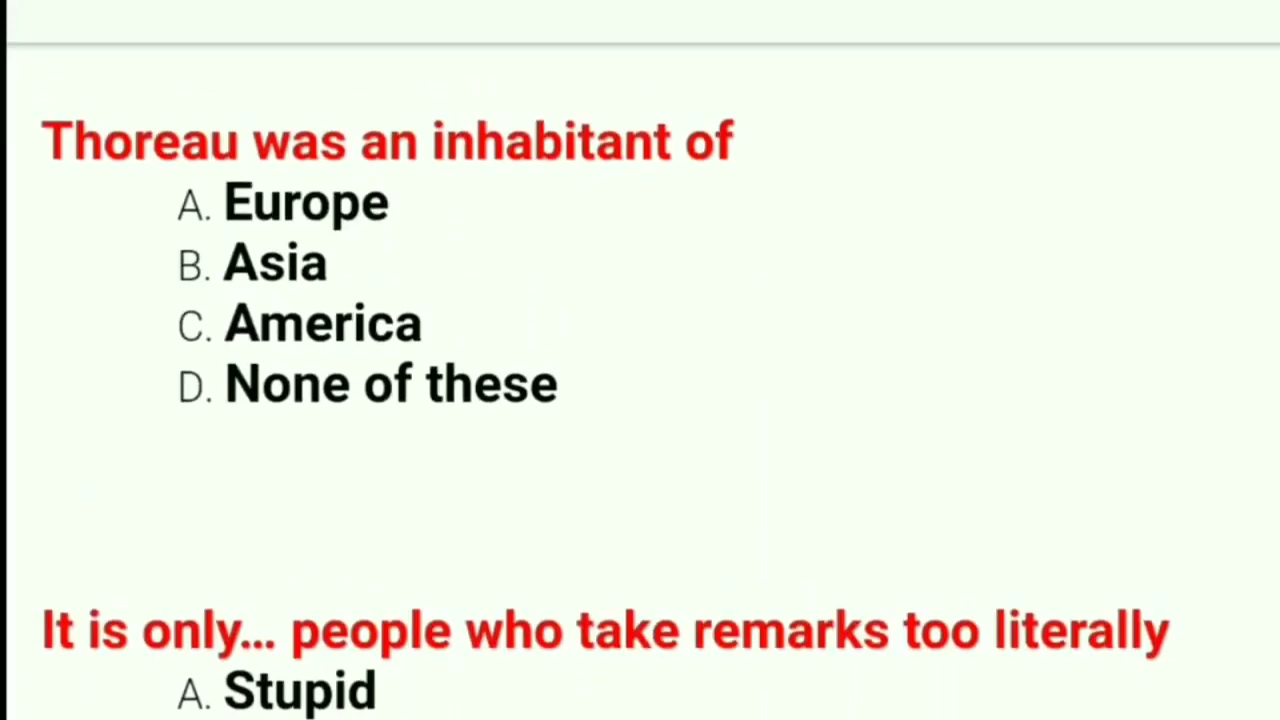 Thoreau was an inhabitant of
A. Europe
B. Asia
C. America
D. None of these
It is only... people who take remarks too literally
A. Stupid